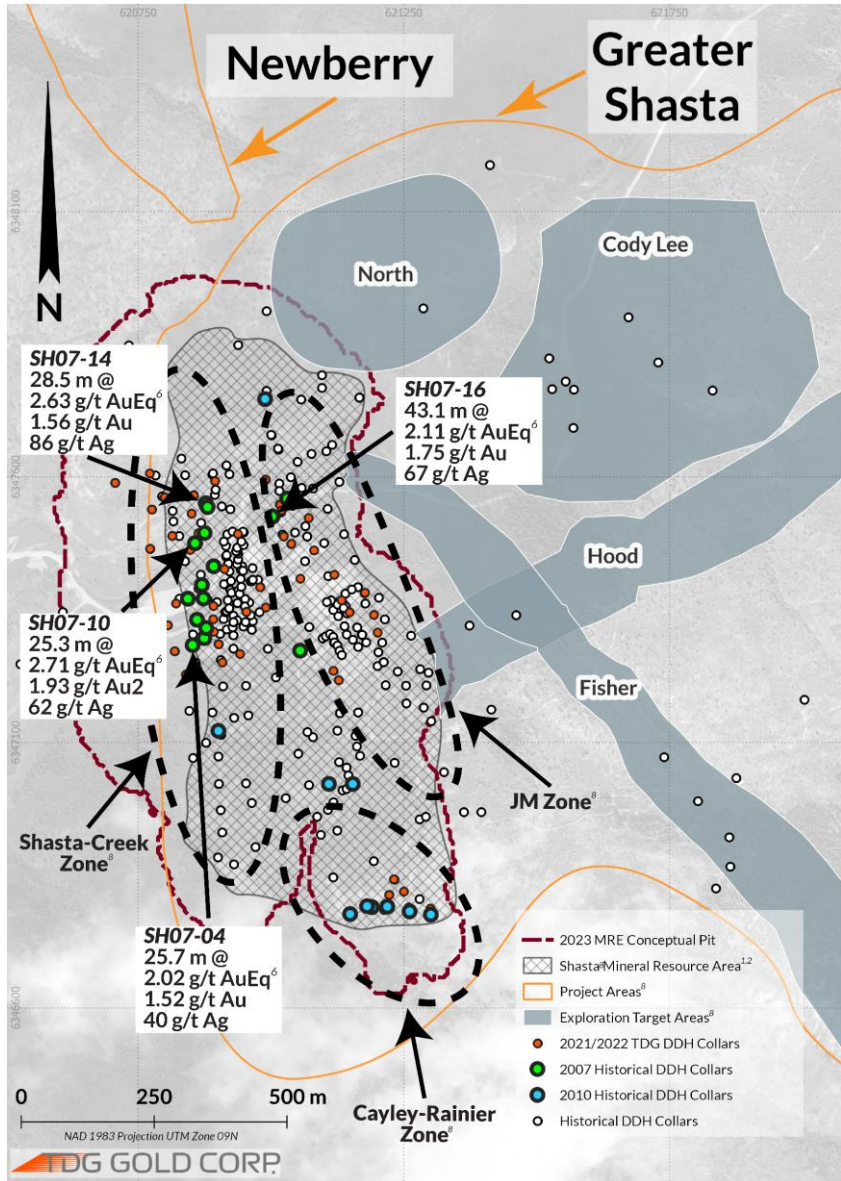 620750
621250
621750
Newberry
Greater
Shasta
6348100
N
North
Cody Lee
SH07-14
28.5 m @
2.63 g/t AuEq⁶
1.56 g/t Au
86 g/t Ag
SH07-16
43.1 m @
2.11 g/t AuEq⁶
1.75 g/t Au
67 g/t Ag
6347600
6347600
Hood
SH07-10
25.3 m @
2.71 g/t AuEq⁶
1.93 g/t Au2
62 g/t Ag
Fisher
6347100
6347100
JM Zone⁸
Shasta-Creek
Zone⁸
SH07-04
25.7 m @
2.02 g/t AuEq⁶
1.52 g/t Au
40 g/t Ag
6346600
2023 MRE Conceptual Pit
Shasta⁸Mineral Resource Area¹,²
Project Areas⁸
Exploration Target Areas⁸
2021/2022 TDG DDH Collars
2007 Historical DDH Collars
2010 Historical DDH Collars
Historical DDH Collars
Cayley-Rainier
Zone⁸
0 250 500 m
NAD 1983 Projection UTM Zone 09N
TDG GOLD CORP.